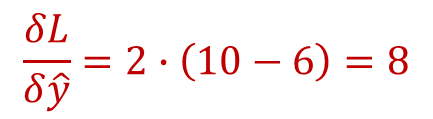 δL/δŷ = 2 · (10 − 6) = 8